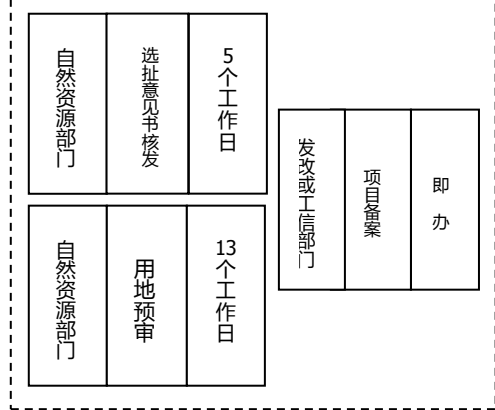 自然资源部门
选扯意见书核发
5个工作日
自然资源部门
用地预审
13个工作日
发改或工信部门
项目备案
即办